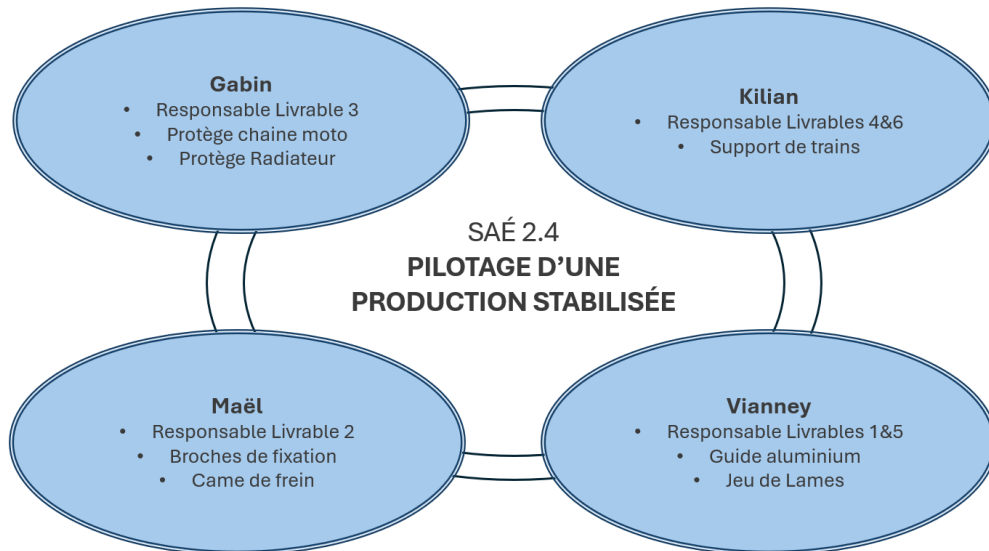 Gabin
• Responsable Livrable 3
• Protège chaine moto
• Protège Radiateur
Kilian
• Responsable Livrables 4&6
• Support de trains
SAÉ 2.4
PILOTAGE D’UNE
PRODUCTION STABILISÉE
Maël
• Responsable Livrable 2
• Broches de fixation
• Came de frein
Vianney
• Responsable Livrables 1&5
• Guide aluminium
• Jeu de Lames